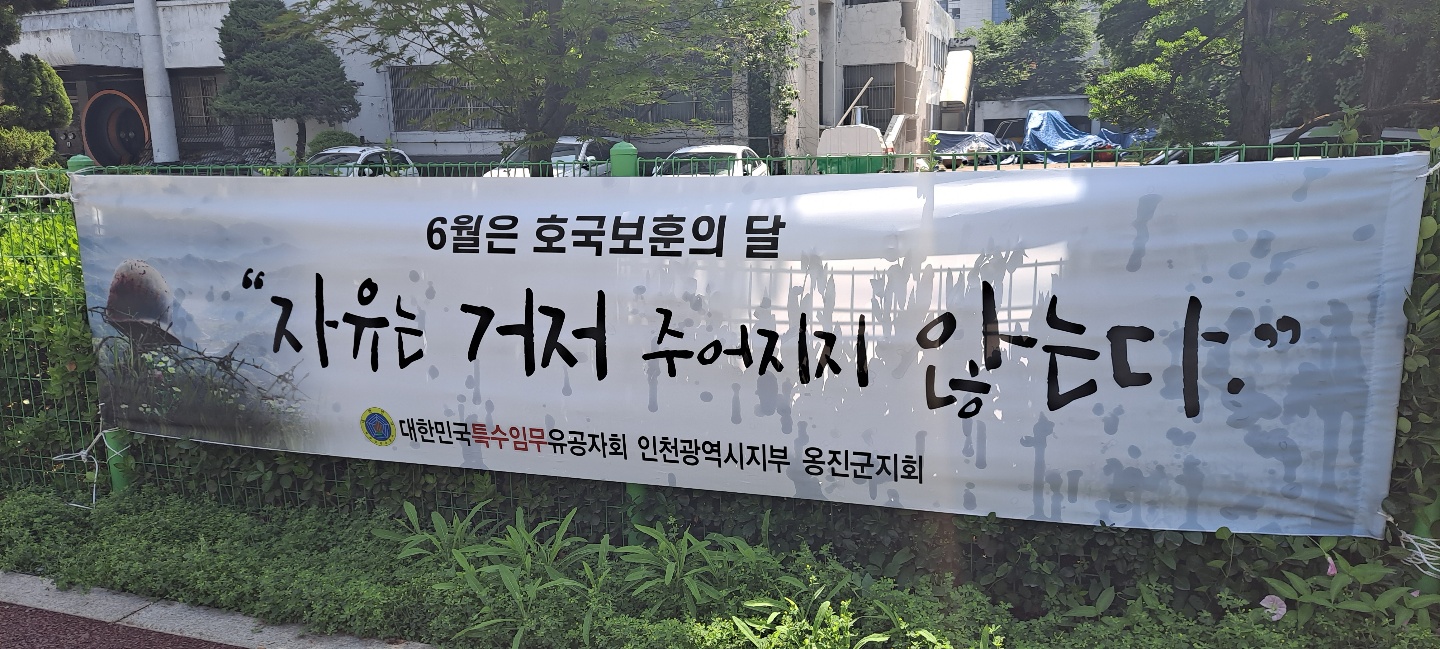 6월은 호국보훈의 달
“자유는 거저 주어지지 않는다.”
대한민국특수임무유공자회 인천광역시지부 옹진군지회